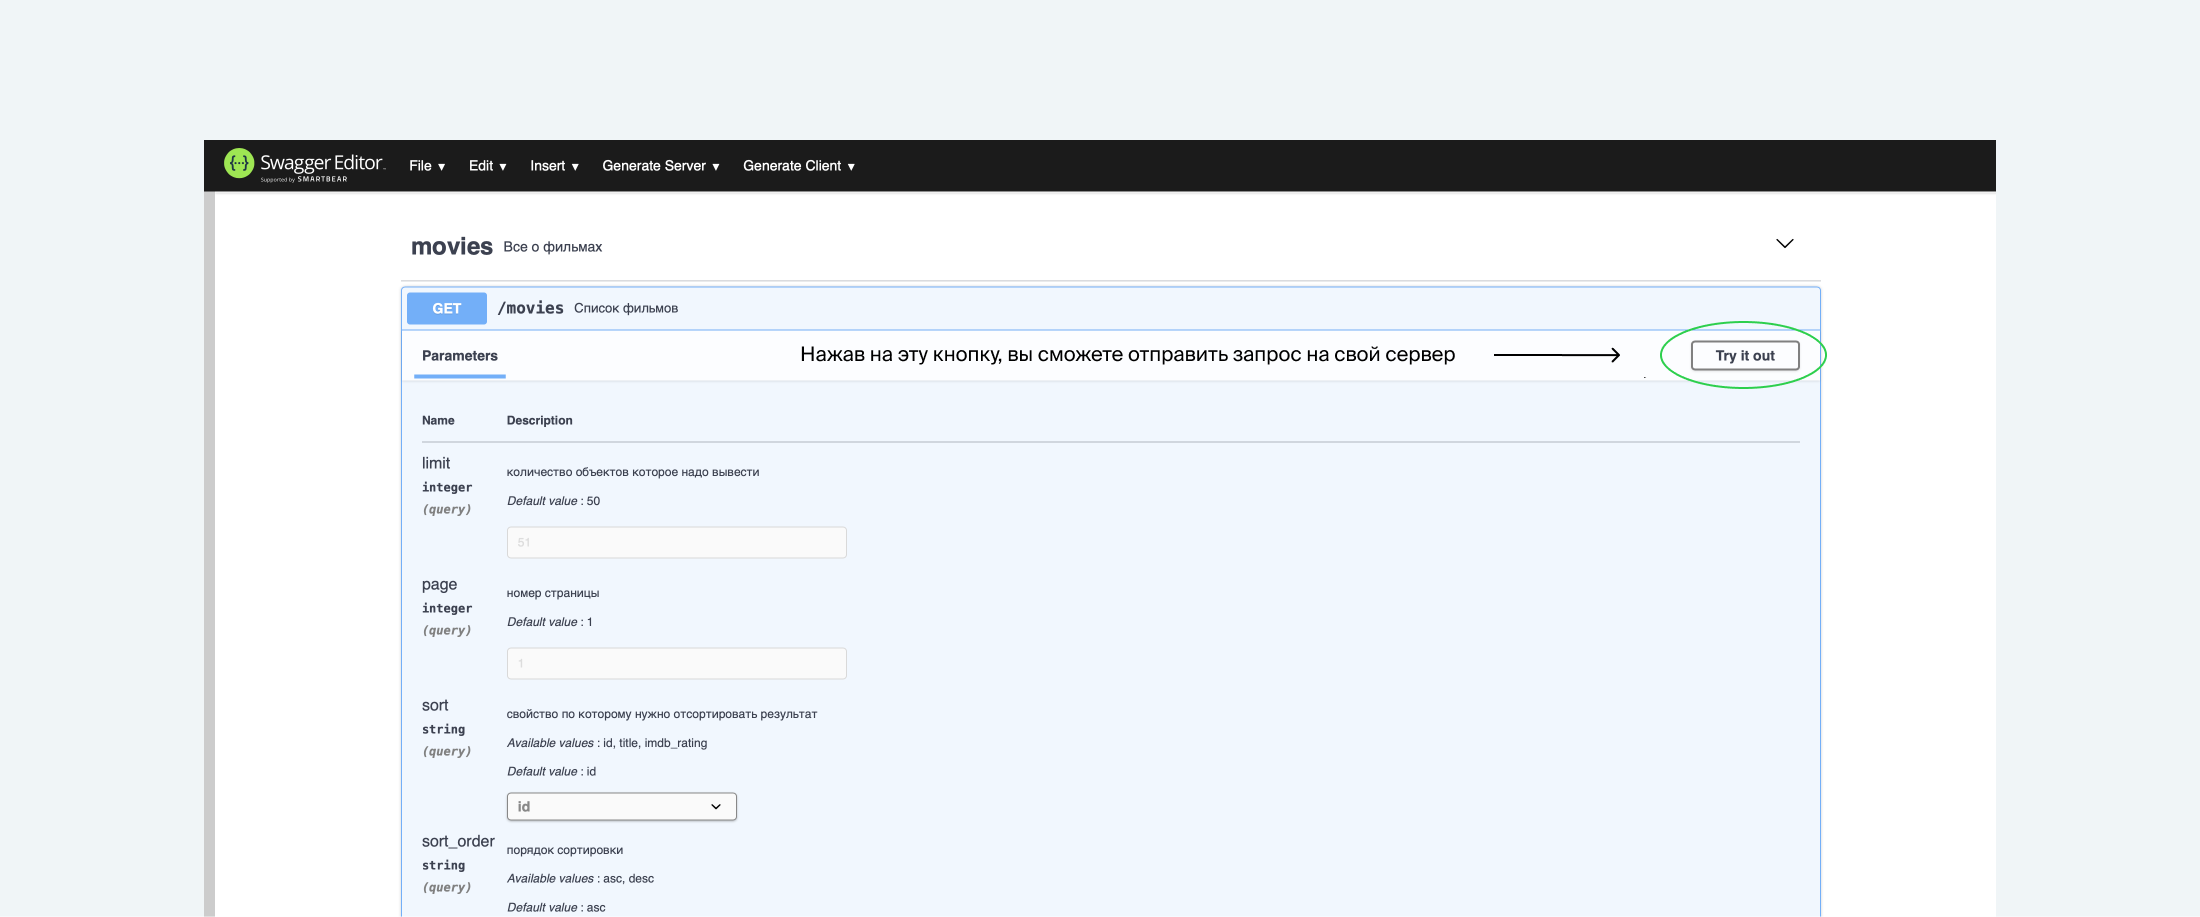 Swagger Editor
Supported by SMARTBEAR
File ▾ Edit ▾ Insert ▾ Generate Server ▾ Generate Client ▾
movies Все о фильмах
GET /movies Список фильмов
Parameters Нажав на эту кнопку, вы сможете отправить запрос на свой сервер Try it out
Name Description
limit
количество объектов которое надо вывести
integer
Default value : 50
(query)
51
page
номер страницы
integer
Default value : 1
(query)
1
sort
свойство по которому нужно отсортировать результат
string
Available values : id, title, imdb_rating
(query)
Default value : id
id
sort_order
порядок сортировки
string
Available values : asc, desc
(query)
Default value : asc